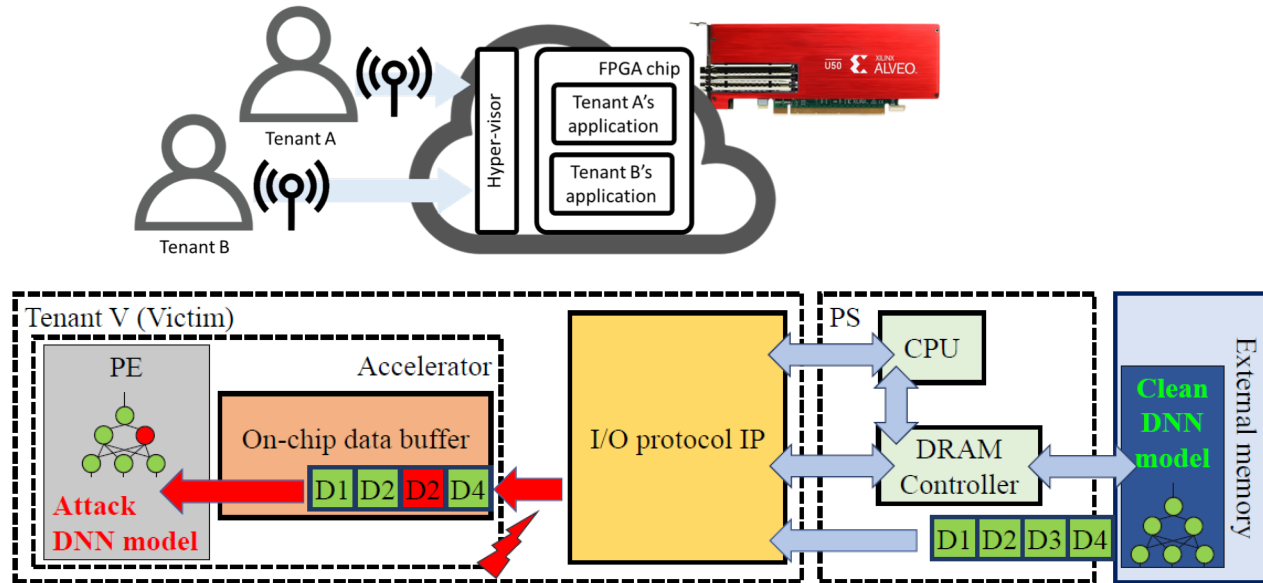 Tenant A
Tenant B
Hyper-visor
FPGA chip
Tenant A's
application
Tenant B's
application
U50
XILINX
ALVEO.
Tenant V (Victim)
PE
Accelerator
On-chip data buffer
D1 D2 D2 D4
Attack
DNN model
I/O protocol IP
PS
CPU
DRAM
Controller
D1 D2 D3 D4
Clean
DNN
model
External memory